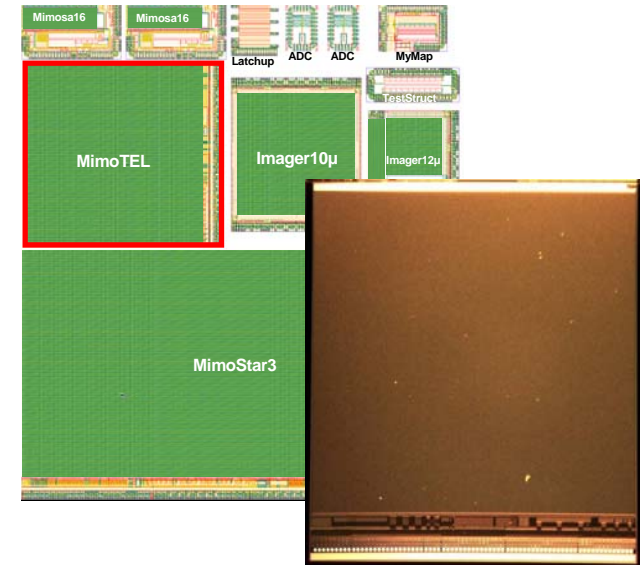 Mimosa16
Mimosa16
Latchup
ADC
ADC
MyMap
TestStruct
MimoTEL
Imager10µ
Imager12µ
MimoStar3